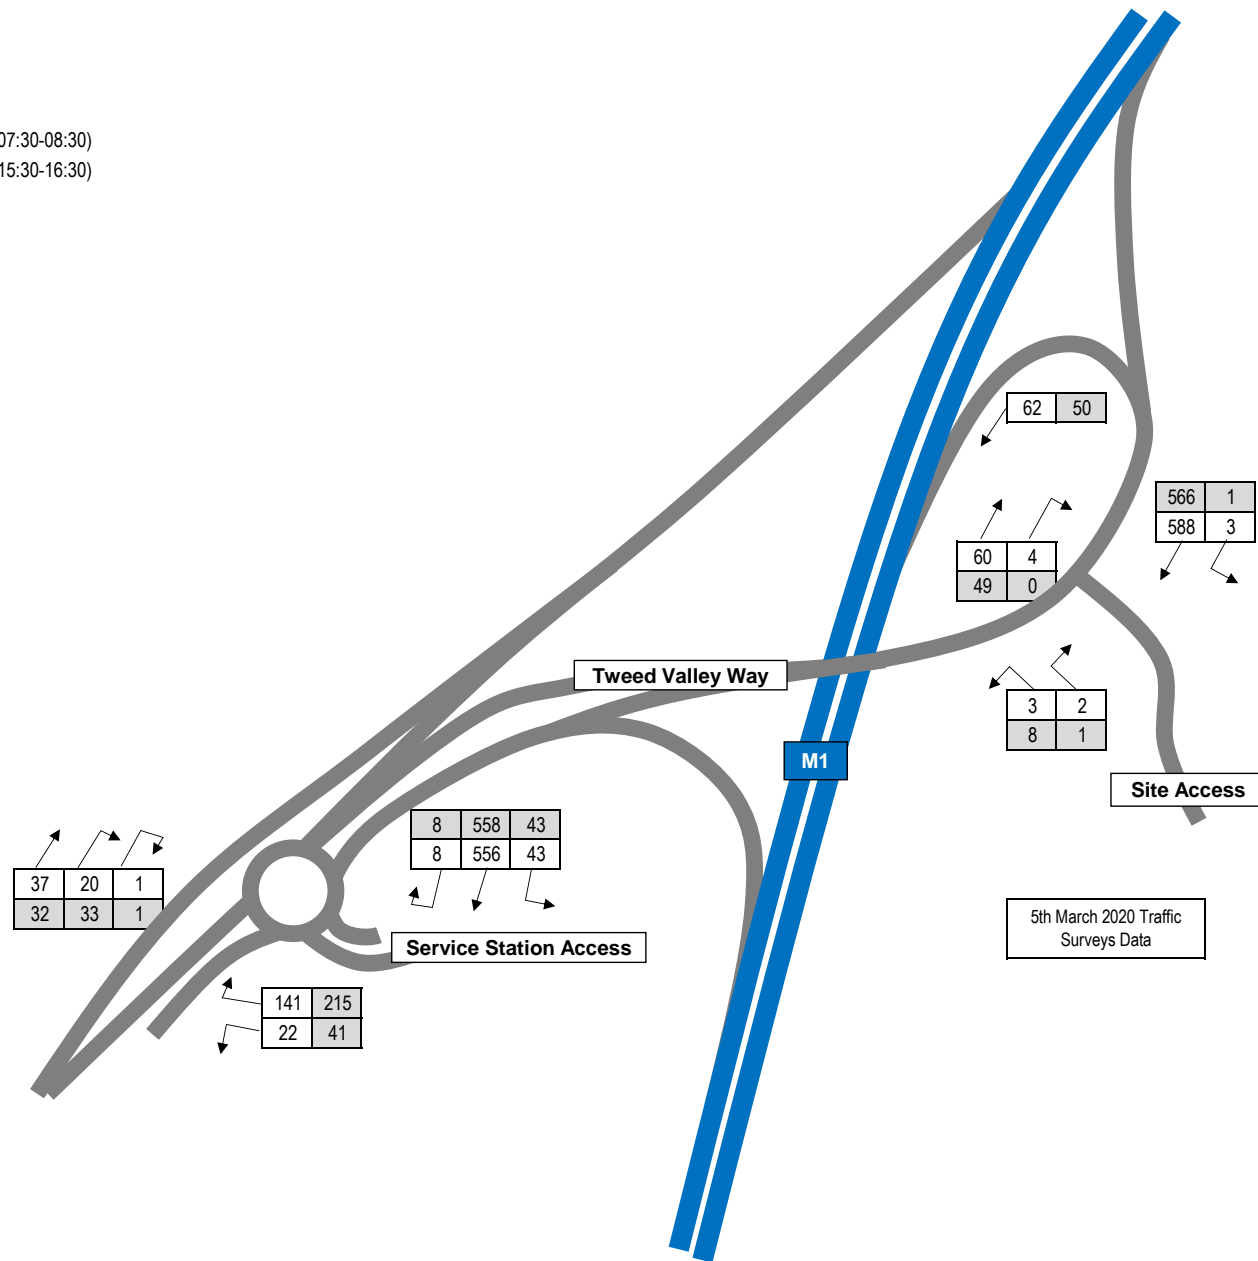 07:30-08:30)
15:30-16:30)
62 50
566 1
588 3
60 4
49 0
Tweed Valley Way
3 2
8 1
M1
Site Access
8 558 43
8 556 43
37 20 1
32 33 1
5th March 2020 Traffic
Surveys Data
Service Station Access
141 215
22 41